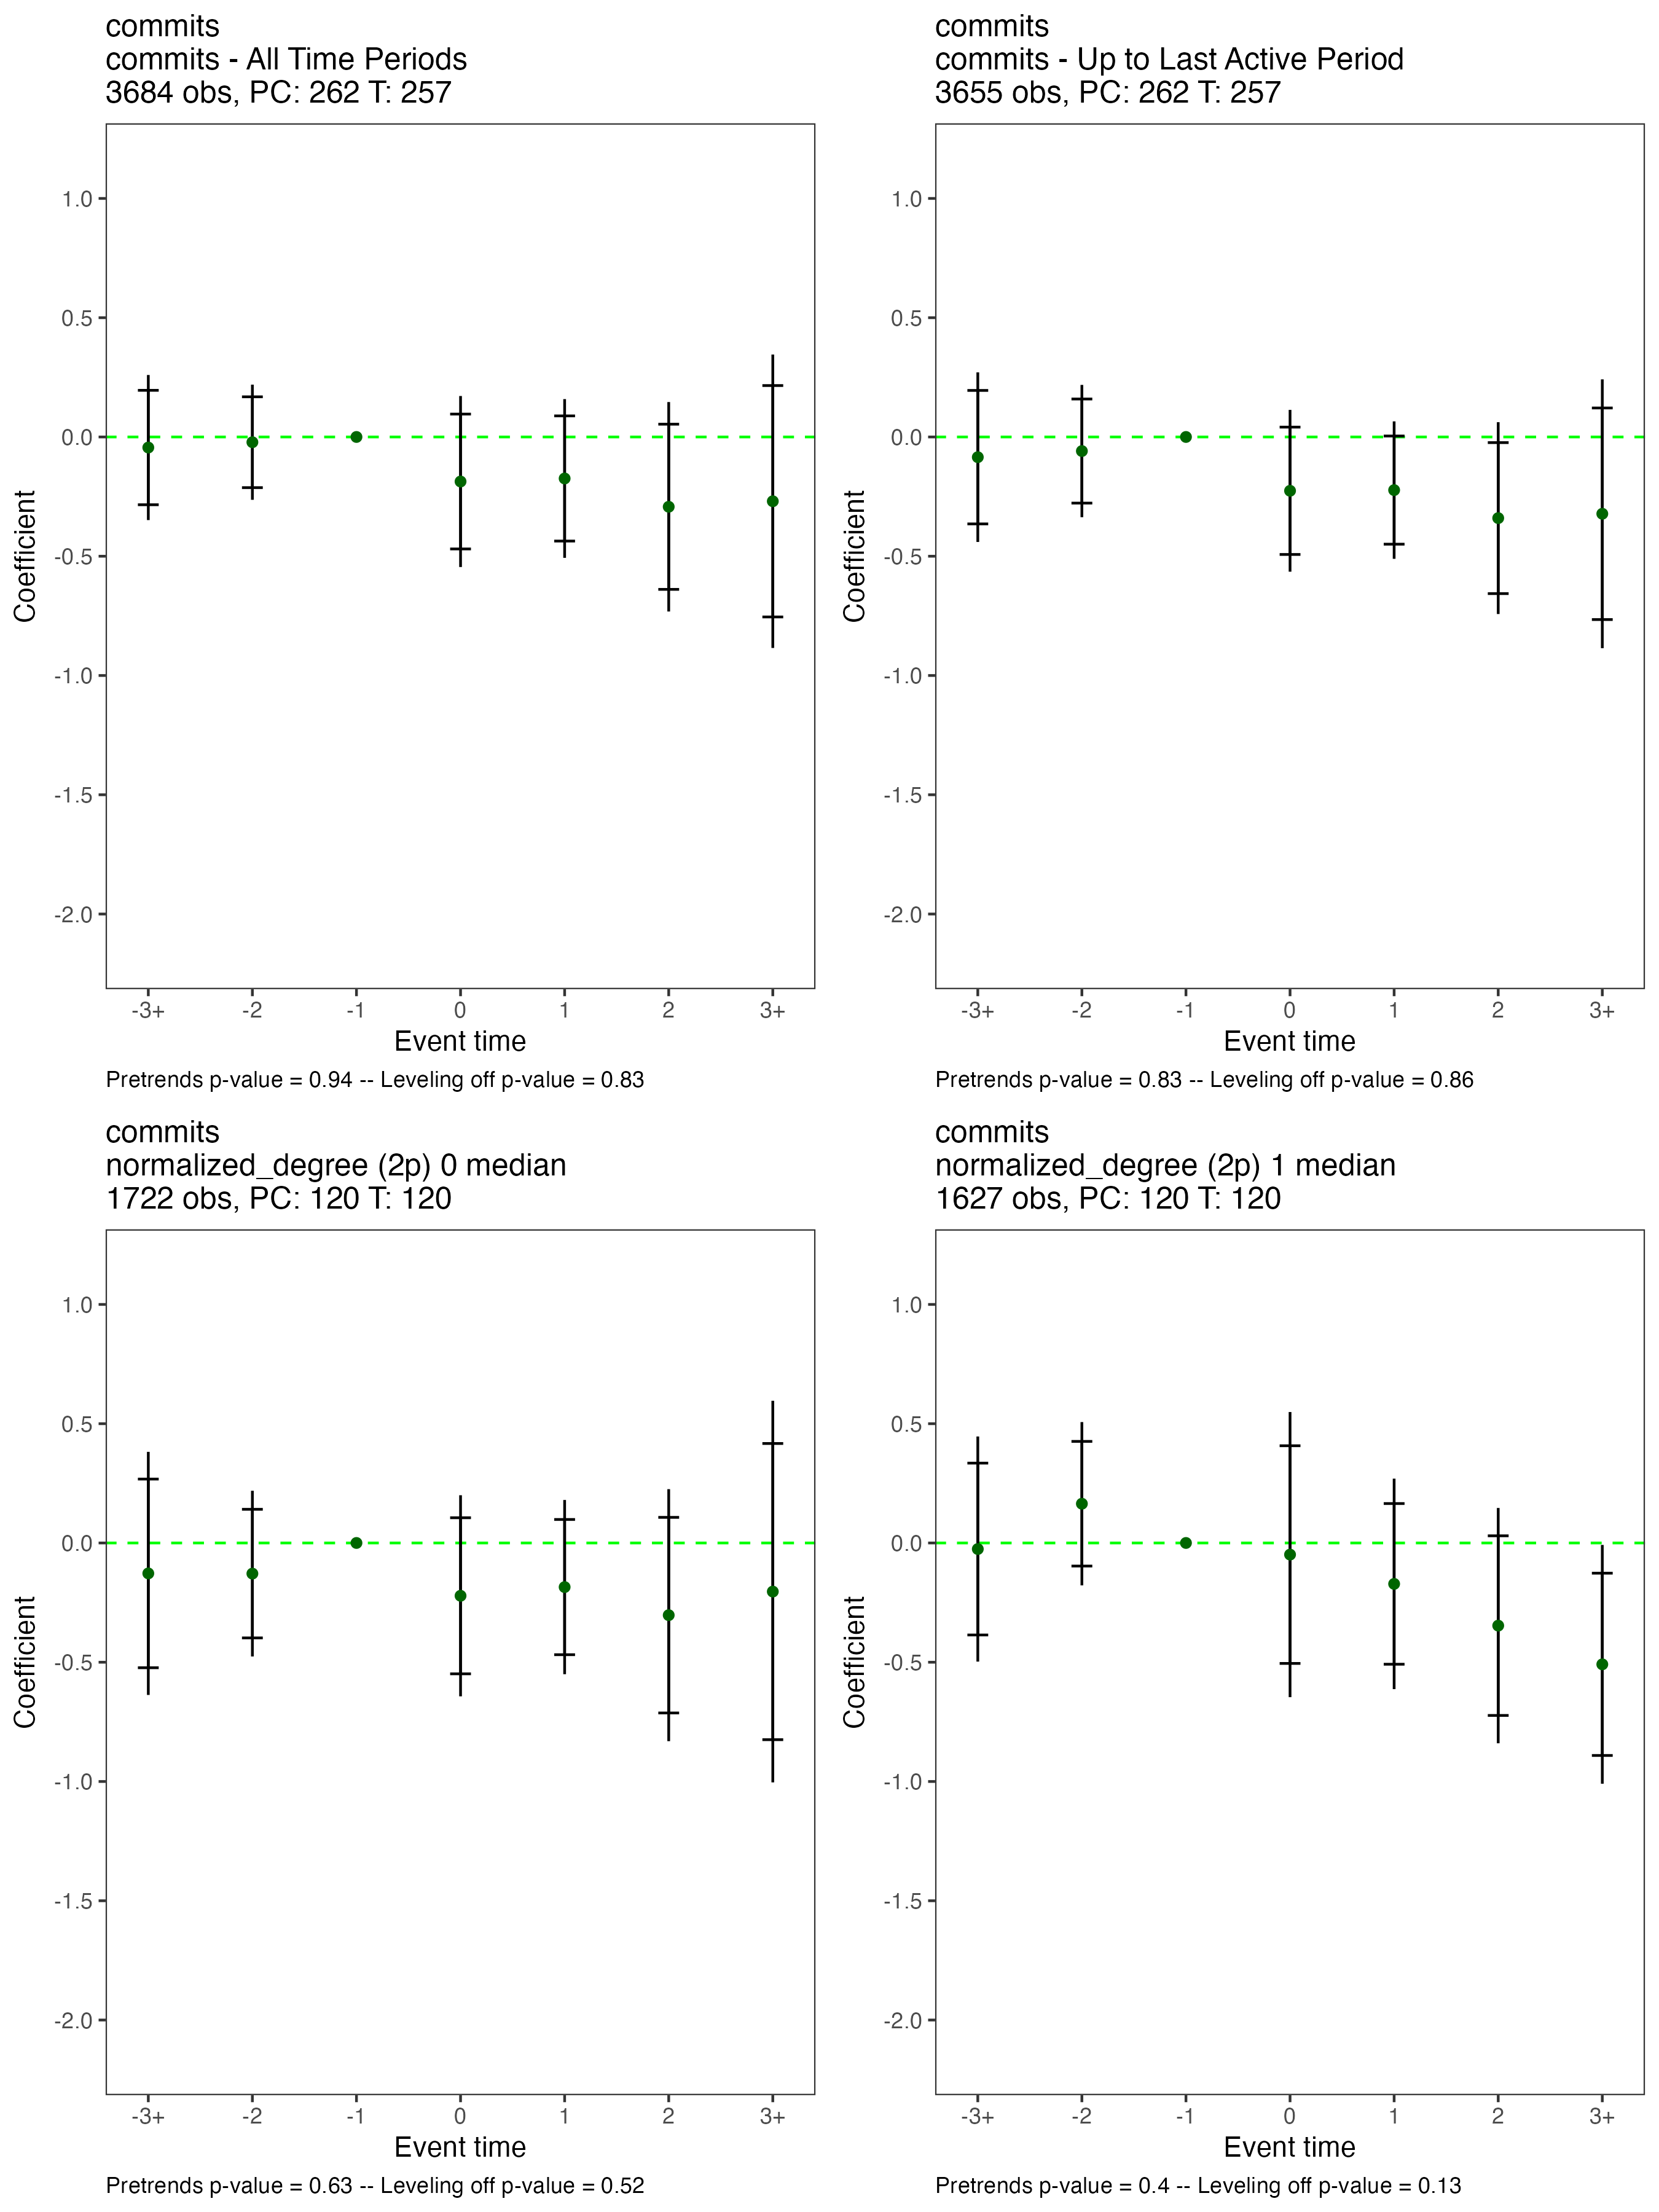 commits
commits - All Time Periods
3684 obs, PC: 262 T: 257
1.0
0.5
0.0
-0.5
-1.0
-1.5
-2.0
Coefficient
-3+ -2 -1 0 1 2 3+
Event time
Pretrends p-value = 0.94 -- Leveling off p-value = 0.83
commits
commits - Up to Last Active Period
3655 obs, PC: 262 T: 257
1.0
0.5
0.0
-0.5
-1.0
-1.5
-2.0
Coefficient
-3+ -2 -1 0 1 2 3+
Event time
Pretrends p-value = 0.83 -- Leveling off p-value = 0.86
commits
normalized_degree (2p) 0 median
1722 obs, PC: 120 T: 120
1.0
0.5
0.0
-0.5
-1.0
-1.5
-2.0
Coefficient
-3+ -2 -1 0 1 2 3+
Event time
Pretrends p-value = 0.63 -- Leveling off p-value = 0.52
commits
normalized_degree (2p) 1 median
1627 obs, PC: 120 T: 120
1.0
0.5
0.0
-0.5
-1.0
-1.5
-2.0
Coefficient
-3+ -2 -1 0 1 2 3+
Event time
Pretrends p-value = 0.4 -- Leveling off p-value = 0.13